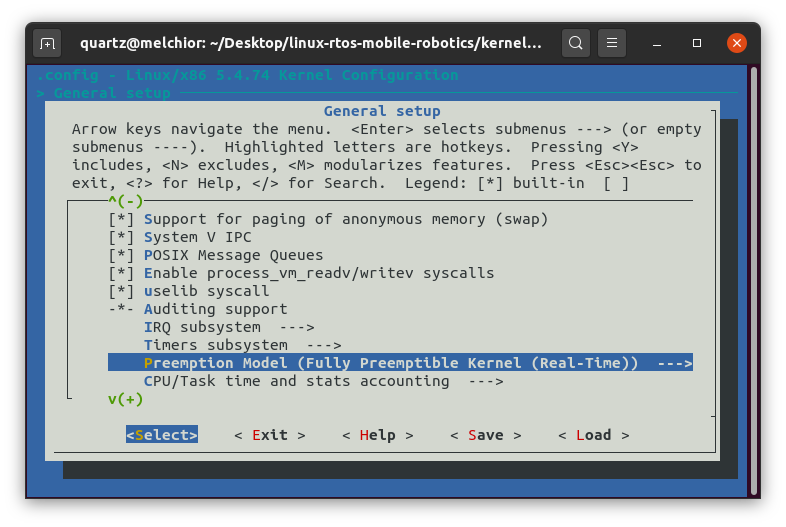 quartz@melchior: ~/Desktop/linux-rtos-mobile-robotics/kernel...
.config - Linux/x86 5.4.74 Kernel Configuration
> General setup
General setup
Arrow keys navigate the menu.  <Enter> selects submenus ---> (or empty
submenus ----).  Highlighted letters are hotkeys.  Pressing <Y>
includes, <N> excludes, <M> modularizes features.  Press <Esc><Esc> to
exit, <?> for Help, </> for Search.  Legend: [*] built-in  [ ]
^(-)
[*] Support for paging of anonymous memory (swap)
[*] System V IPC
[*] POSIX Message Queues
[*] Enable process_vm_readv/writev syscalls
[*] uselib syscall
-*- Auditing support
IRQ subsystem  --->
Timers subsystem  --->
Preemption Model (Fully Preemptible Kernel (Real-Time))  --->
CPU/Task time and stats accounting  --->
v(+)
<Select>    < Exit >    < Help >    < Save >    < Load >